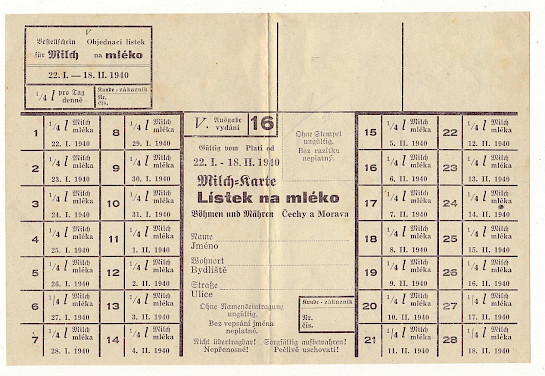 V
Bestellschein Objednací lístek
für Milch na mléko
22. I. — 18. II. 1940
1/4 l pro Tag denně
Kunde - zákazník
Nr.
čís.
1 1/4 l Milch mléka 22. I. 1940
2 1/4 l Milch mléka 23. I. 1940
3 1/4 l Milch mléka 24. I. 1940
4 1/4 l Milch mléka 25. I. 1940
5 1/4 l Milch mléka 26. I. 1940
6 1/4 l Milch mléka 27. I. 1940
7 1/4 l Milch mléka 28. I. 1940
8 1/4 l Milch mléka 29. I. 1940
9 1/4 l Milch mléka 30. I. 1940
10 1/4 l Milch mléka 31. I. 1940
11 1/4 l Milch mléka 1. II. 1940
12 1/4 l Milch mléka 2. II. 1940
13 1/4 l Milch mléka 3. II. 1940
14 1/4 l Milch mléka 4. II. 1940
V. Ausgabe vydání 16
Gültig vom Platí od
22. I. - 18. II. 1940
Ohne Stempel
ungültig.
Bez razítka
neplatný.
Milch-Karte
Lístek na mléko
Böhmen und Mähren Čechy a Morava
Name
Jméno
Wohnort
Bydliště
Straße
Ulice
Ohne Namenseintragung
ungültig.
Bez vepsání jména
neplatný.
Kunde - zákazník
Nr.
čís.
Nicht übertragbar! Sorgfältig aufbewahren!
Nepřenosné! Pečlivě uschovati!
15 1/4 l Milch mléka 5. II. 1940
16 1/4 l Milch mléka 6. II. 1940
17 1/4 l Milch mléka 7. II. 1940
18 1/4 l Milch mléka 8. II. 1940
19 1/4 l Milch mléka 9. II. 1940
20 1/4 l Milch mléka 10. II. 1940
21 1/4 l Milch mléka 11. II. 1940
22 1/4 l Milch mléka 12. II. 1940
23 1/4 l Milch mléka 13. II. 1940
24 1/4 l Milch mléka 14. II. 1940
25 1/4 l Milch mléka 15. II. 1940
26 1/4 l Milch mléka 16. II. 1940
27 1/4 l Milch mléka 17. II. 1940
28 1/4 l Milch mléka 18. II. 1940